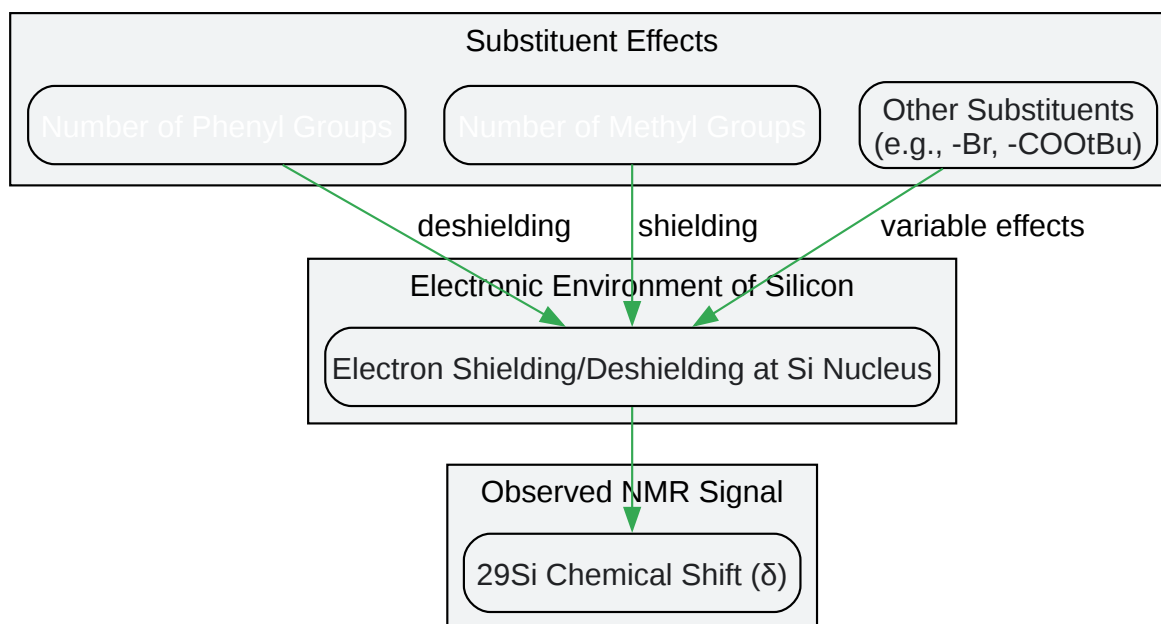 Substituent Effects
Number of Phenyl Groups
Number of Methyl Groups
Other Substituents
(e.g., -Br, -COOtBu)
deshielding
shielding
variable effects
Electronic Environment of Silicon
Electron Shielding/Deshielding at Si Nucleus
Observed NMR Signal
29Si Chemical Shift (δ)